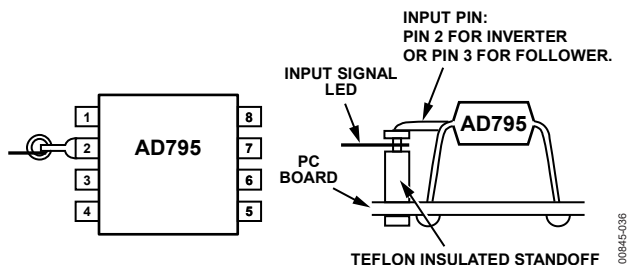 INPUT PIN:
PIN 2 FOR INVERTER
OR PIN 3 FOR FOLLOWER.
INPUT SIGNAL
LED
1
2
3
4
AD795
8
7
6
5
AD795
PC
BOARD
TEFLON INSULATED STANDOFF
00845-036